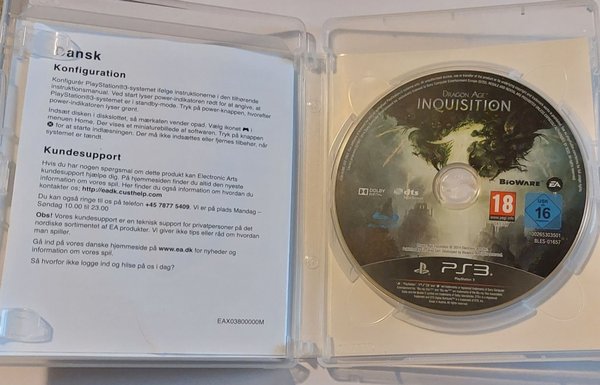 Dansk
Konfiguration
Konfigurér PlayStation®3-systemet ifølge instruktionerne i den tilhørende
instruktionsmanual. Ved start lyser power-indikatoren rødt for at angive, at
PlayStation®3-systemet er i standby-mode. Tryk på power-knappen, hvorefter
power-indikatoren lyser grønt.
Indsæt disken i diskslottet, så mærkaten vender opad. Vælg ikonet i
menuen Home. Der vises et miniaturebillede af softwaren. Tryk på knappen
for at starte indlæsningen. Der må ikke indsættes eller fjernes tilbehør, når
systemet er tændt.
Kundesupport
Hvis du har nogen spørgsmål om dette produkt kan Electronic Arts
kundesupport hjælpe dig. På hjemmesiden finder du altid den nyeste
information om vores spil. Her finder du også information om hvordan du
kontakter os; http://eadk.custhelp.com
Du kan også ringe til os på telefon +45 7877 5409. Vi er på plads Mandag –
Søndag 10.00 til 23.00.
Obs! Vores kundesupport er en teknisk support for privatpersoner på det
nordiske sortimentet af EA produkter. Vi giver ikke tips eller råd om hvordan
man spiller.
Gå ind på vores danske hjemmeside på www.ea.dk for nyheder og
information om vores spil.
Så hvorfor ikke logge ind og hilse på os i dag?
EAX03800000M
DRAGON AGE
INQUISITION
BIOWARE EA
DOLBY DIGITAL dts
18
www.pegi.info
USK
16
BLES-01657
PS3
PlayStation 3